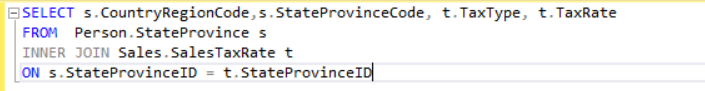 SELECT s.CountryRegionCode,s.StateProvinceCode, t.TaxType, t.TaxRate
FROM  Person.StateProvince s
INNER JOIN Sales.SalesTaxRate t
ON s.StateProvinceID = t.StateProvinceID